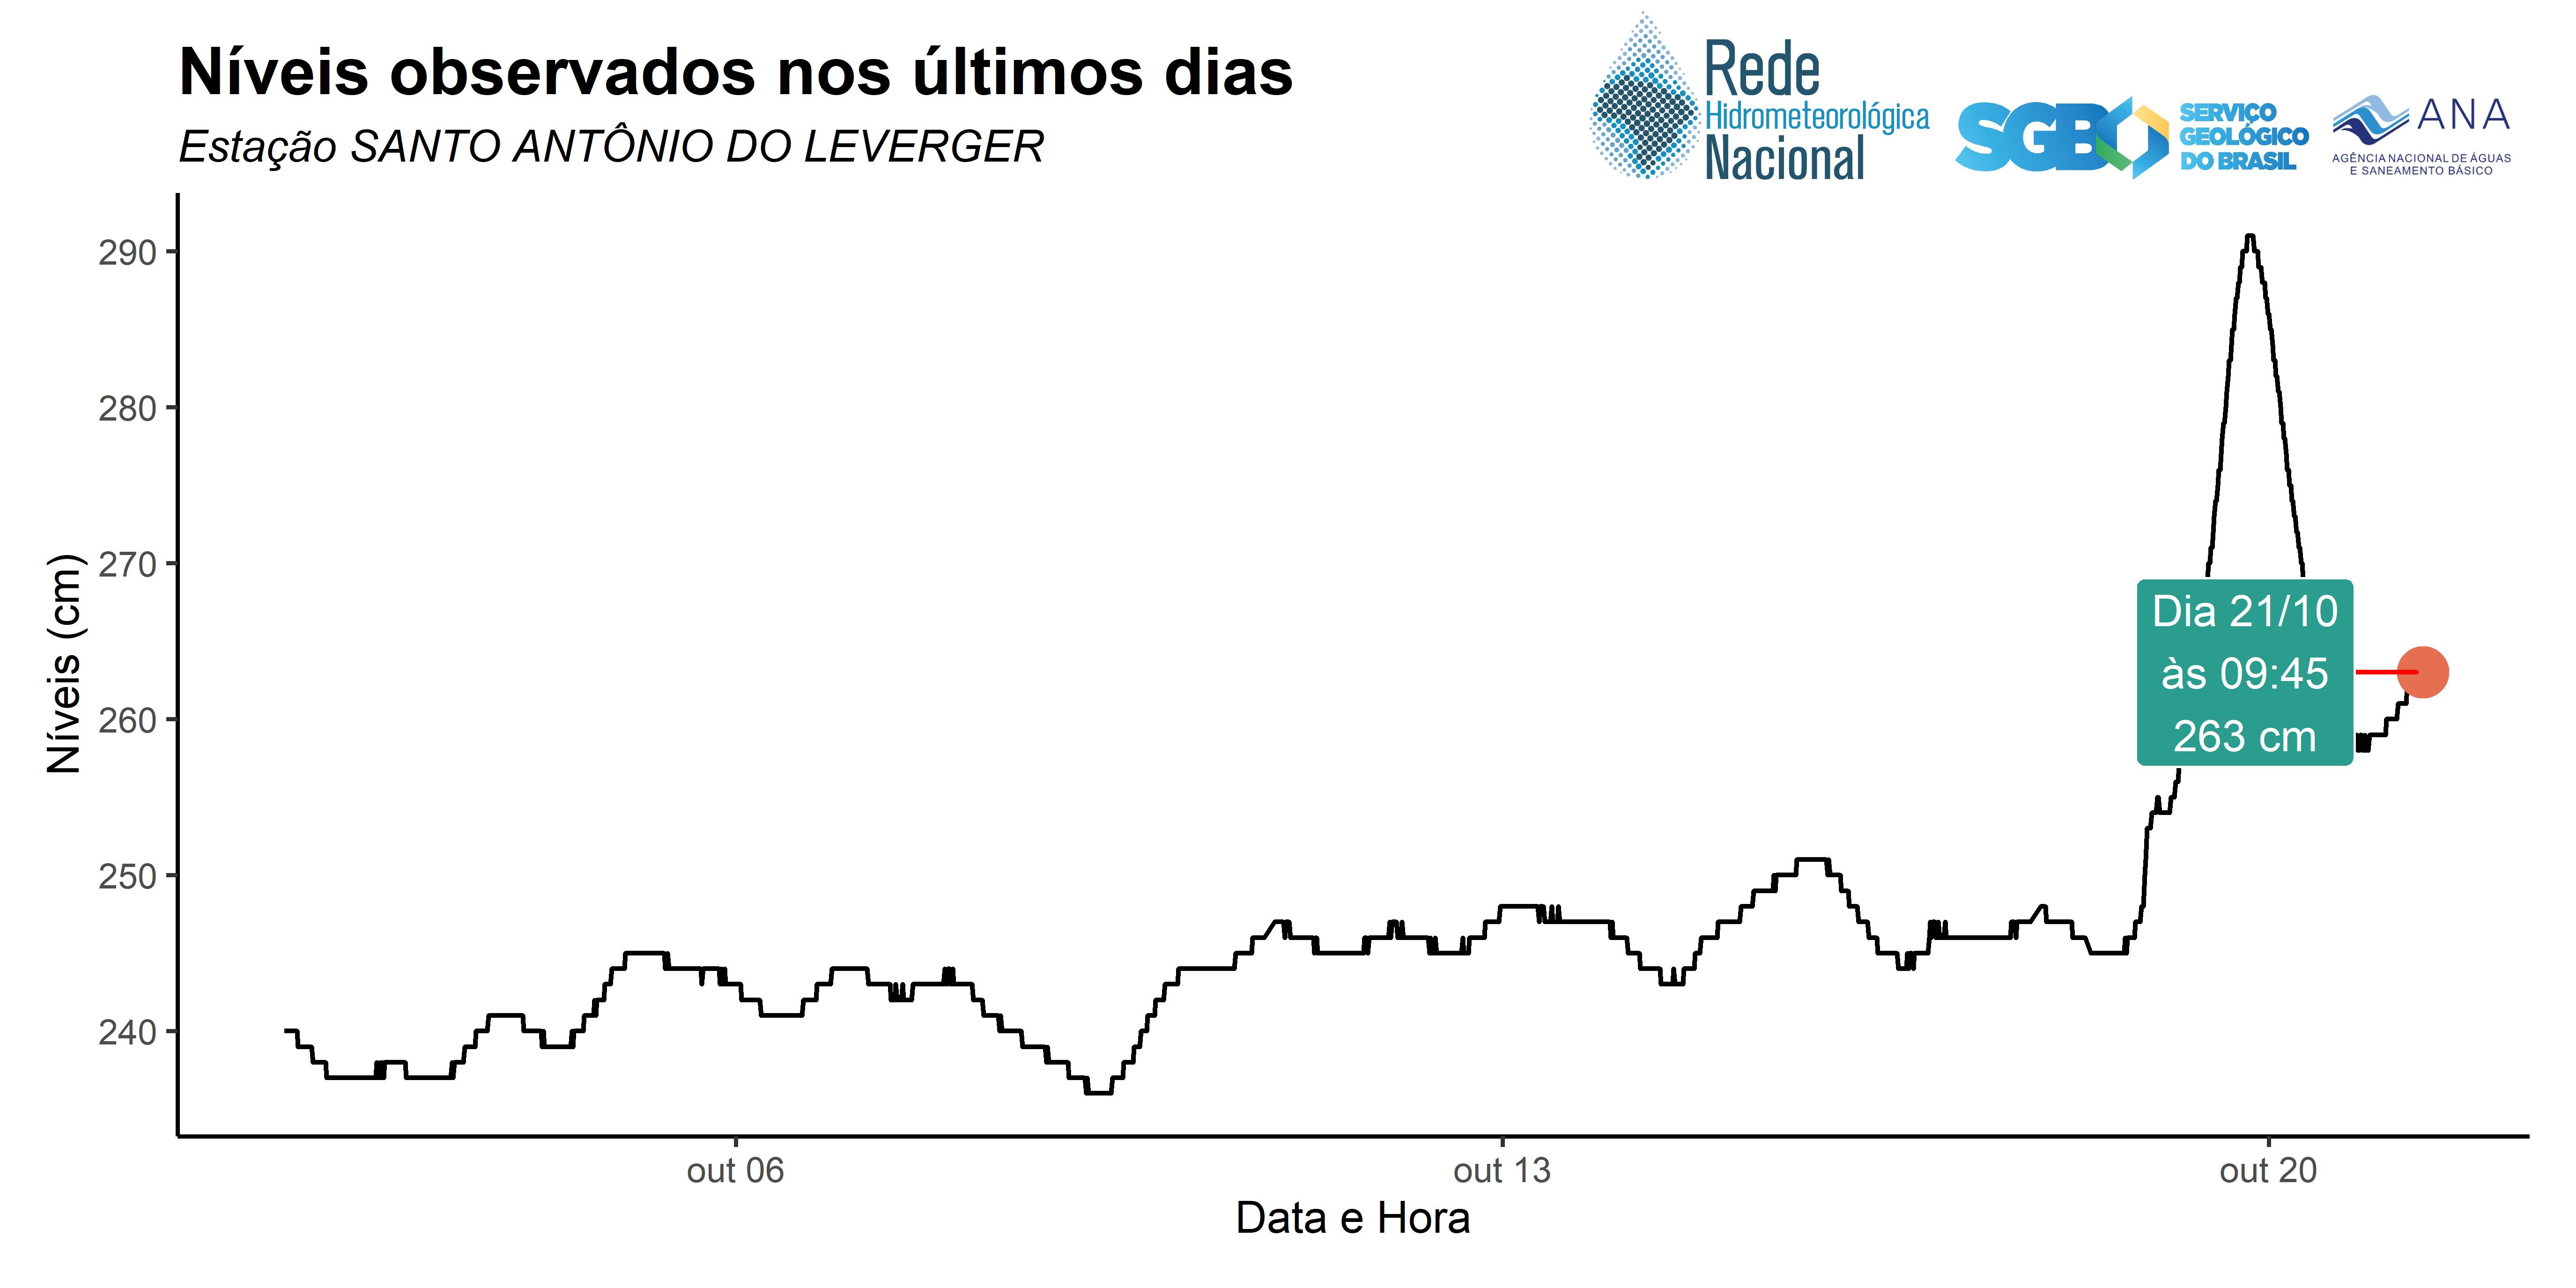 Níveis observados nos últimos dias
Estação SANTO ANTÔNIO DO LEVERGER
Rede
Hidrometeorológica
Nacional
SGB
SERVIÇO
GEOLÓGICO
DO BRASIL
ANA
AGÊNCIA NACIONAL DE ÁGUAS
E SANEAMENTO BÁSICO
Níveis (cm)
290
280
270
260
250
240
Dia 21/10
às 09:45
263 cm
out 06
out 13
out 20
Data e Hora